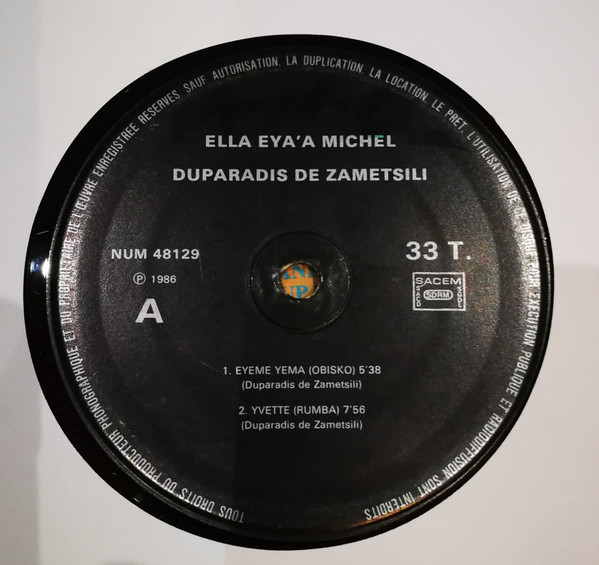 TOUS DROITS DU PRODUCTEUR PHONOGRAPHIQUE ET DU PROPRIETAIRE DE L'ŒUVRE ENREGISTREE RESERVES. SAUF AUTORISATION. LA DUPLICATION. LA LOCATION. LE PRET. L'UTILISATION DE CE DISQUE POUR EXECUTION PUBLIQUE ET RADIODIFFUSION SONT INTERDITS
ELLA EYA'A MICHEL
DUPARADIS DE ZAMETSILI
NUM 48129
33 T.
Ⓟ 1986
A
SACEM
SACD
SDRM
SGDL
1. EYEME YEMA (OBISKO) 5'38
(Duparadis de Zametsili)
2. YVETTE (RUMBA) 7'56
(Duparadis de Zametsili)